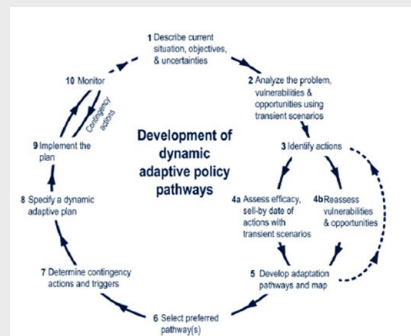 1 Describe current
situation, objectives,
& uncertainties
2 Analyze the problem,
vulnerabilities &
opportunities using
transient scenarios
3 Identify actions
4a Assess efficacy,
sell-by date of
actions with
transient scenarios
4b Reassess
vulnerabilities
& opportunities
5 Develop adaptation
pathways and map
6 Select preferred
pathway(s)
7 Determine contingency
actions and triggers
8 Specify a dynamic
adaptive plan
9 Implement the
plan
10 Monitor
Contingency
actions
Development of
dynamic
adaptive policy
pathways